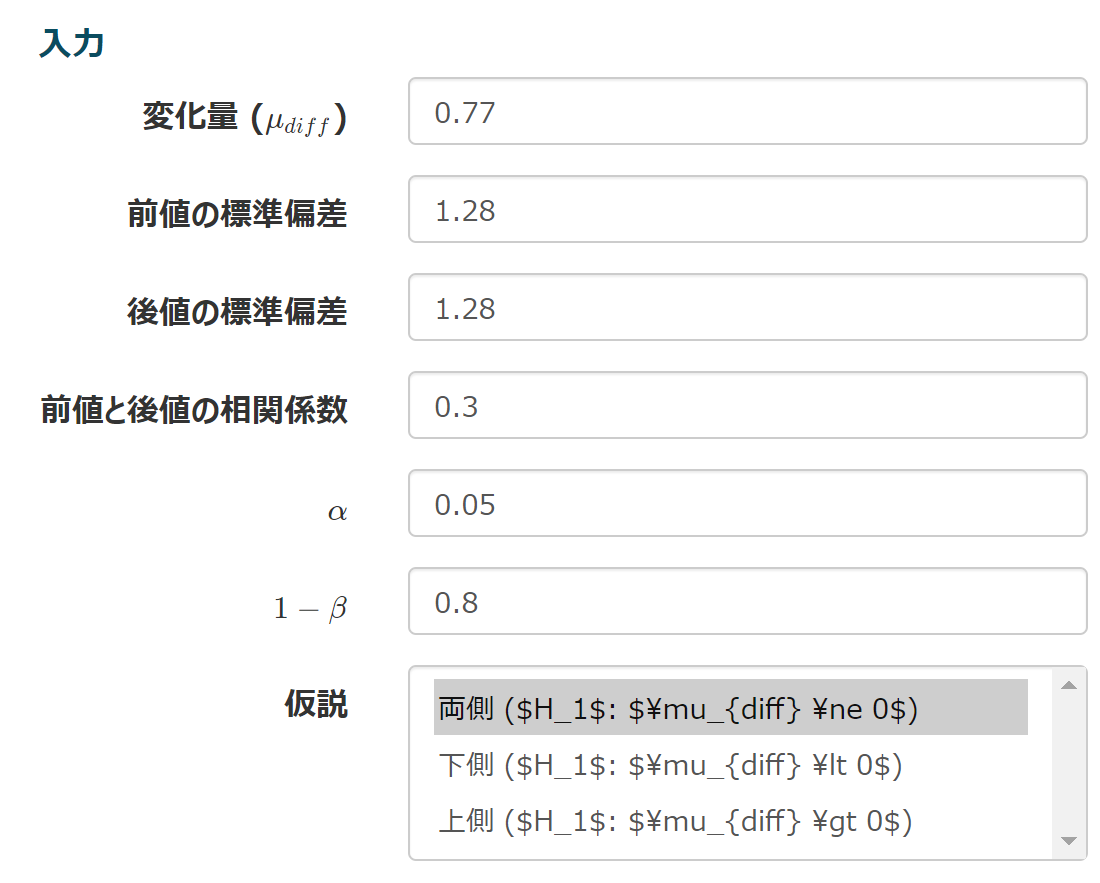 入力
変化量 (μdiff)
0.77
前値の標準偏差
1.28
後値の標準偏差
1.28
前値と後値の相関係数
0.3
α
0.05
1 − β
0.8
仮説
両側 ($H_1$: $¥mu_{diff} ¥ne 0$)
下側 ($H_1$: $¥mu_{diff} ¥lt 0$)
上側 ($H_1$: $¥mu_{diff} ¥gt 0$)